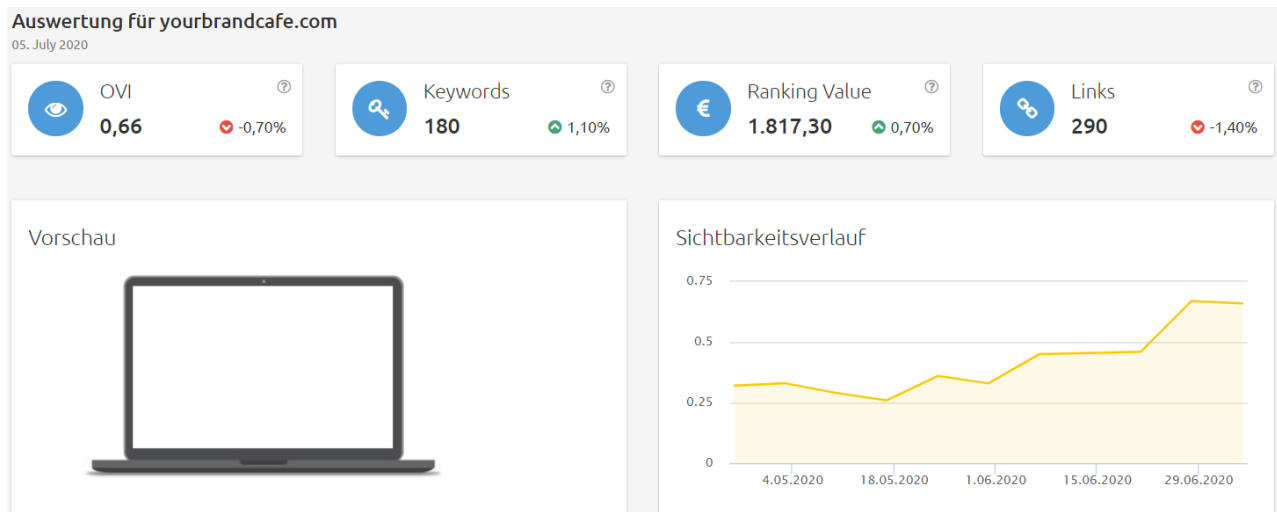 Auswertung für yourbrandcafe.com
05. July 2020
OVI
0,66
-0,70%
Keywords
180
1,10%
Ranking Value
1.817,30
0,70%
Links
290
-1,40%
Vorschau
Sichtbarkeitsverlauf
0.75
0.5
0.25
0
4.05.2020 18.05.2020 1.06.2020 15.06.2020 29.06.2020